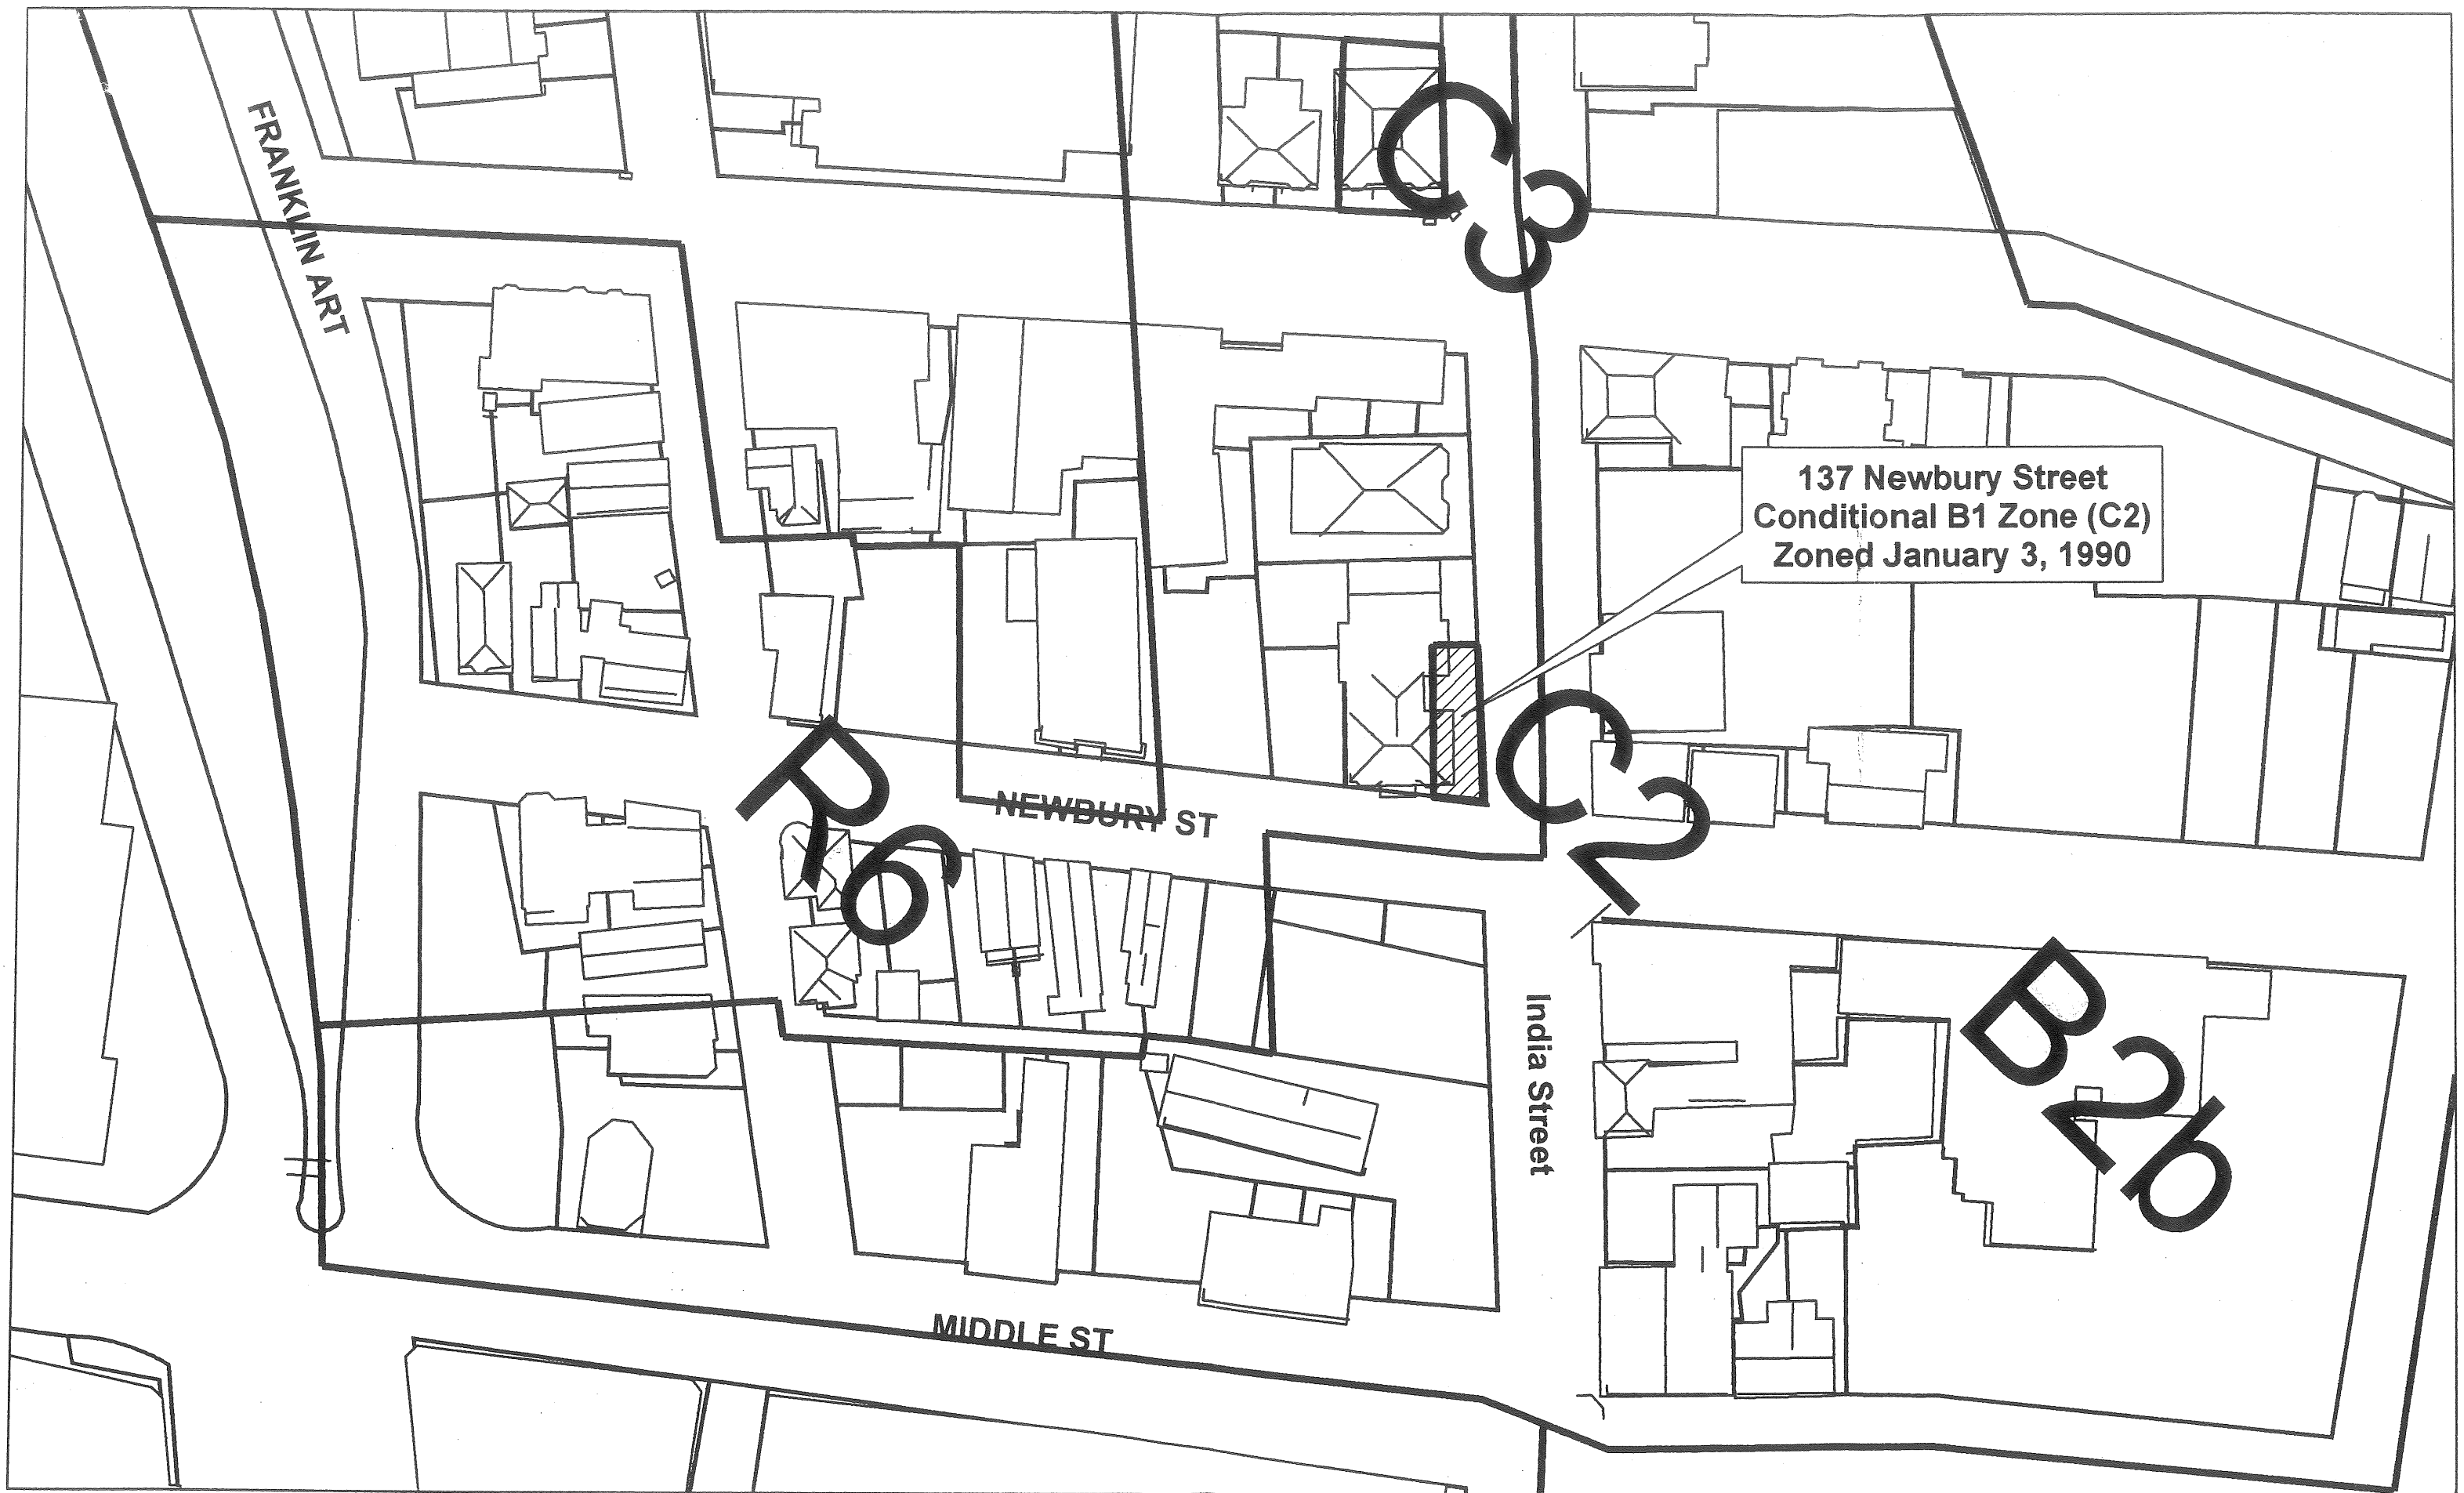 C3
FRANKLIN ART
137 Newbury Street
Conditional B1 Zone (C2)
Zoned January 3, 1990
C2
R6
NEWBURY ST
B2b
India Street
MIDDLE ST